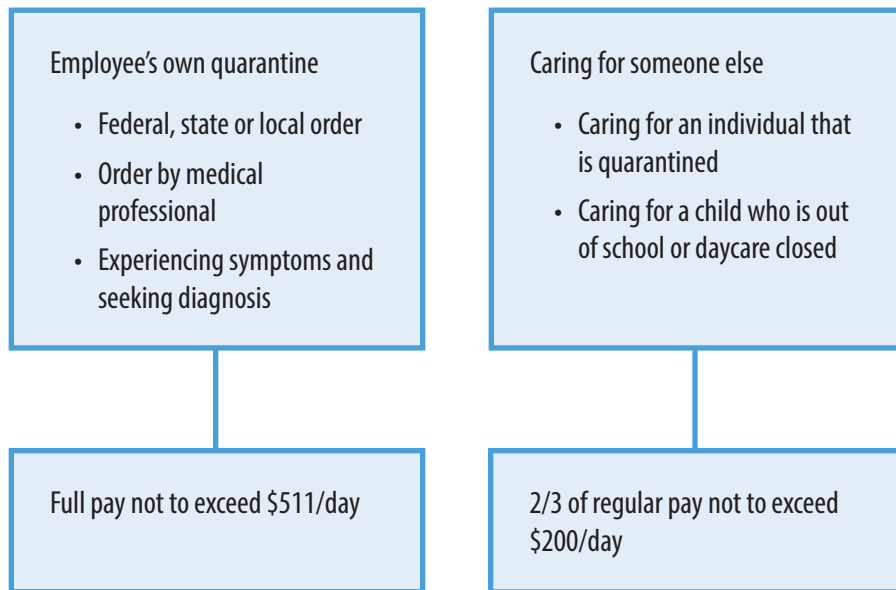 Employee’s own quarantine
• Federal, state or local order
• Order by medical
professional
• Experiencing symptoms and
seeking diagnosis
Caring for someone else
• Caring for an individual that
is quarantined
• Caring for a child who is out
of school or daycare closed
Full pay not to exceed $511/day
2/3 of regular pay not to exceed
$200/day